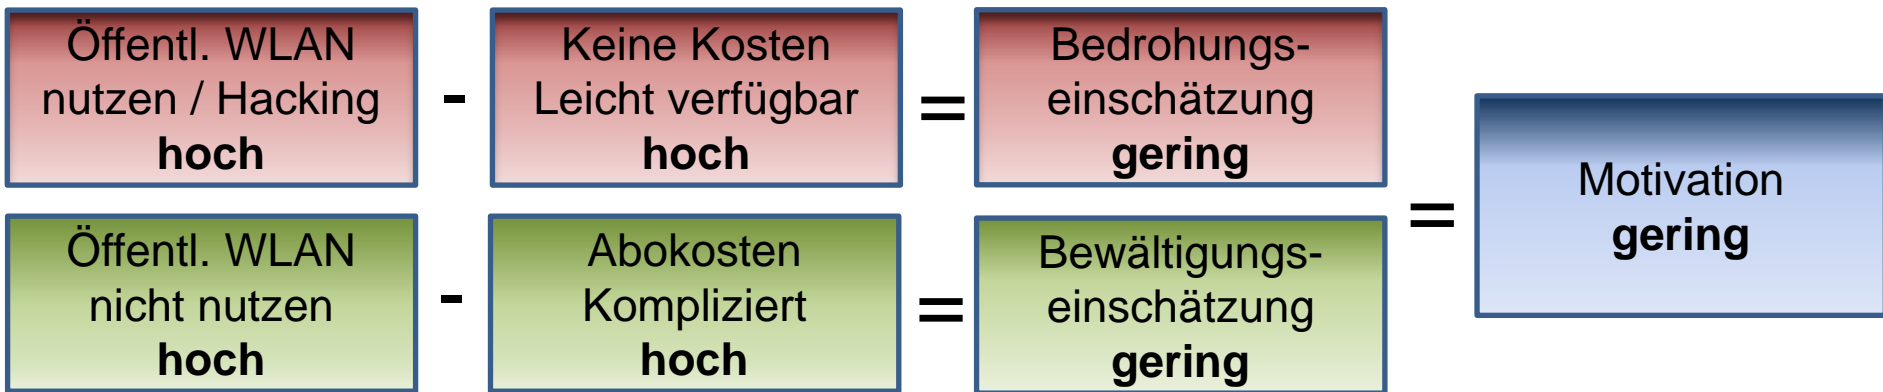 Öffentl. WLAN
nutzen / Hacking
hoch
-
Keine Kosten
Leicht verfügbar
hoch
=
Bedrohungs-
einschätzung
gering
Öffentl. WLAN
nicht nutzen
hoch
-
Abokosten
Kompliziert
hoch
=
Bewältigungs-
einschätzung
gering
=
Motivation
gering